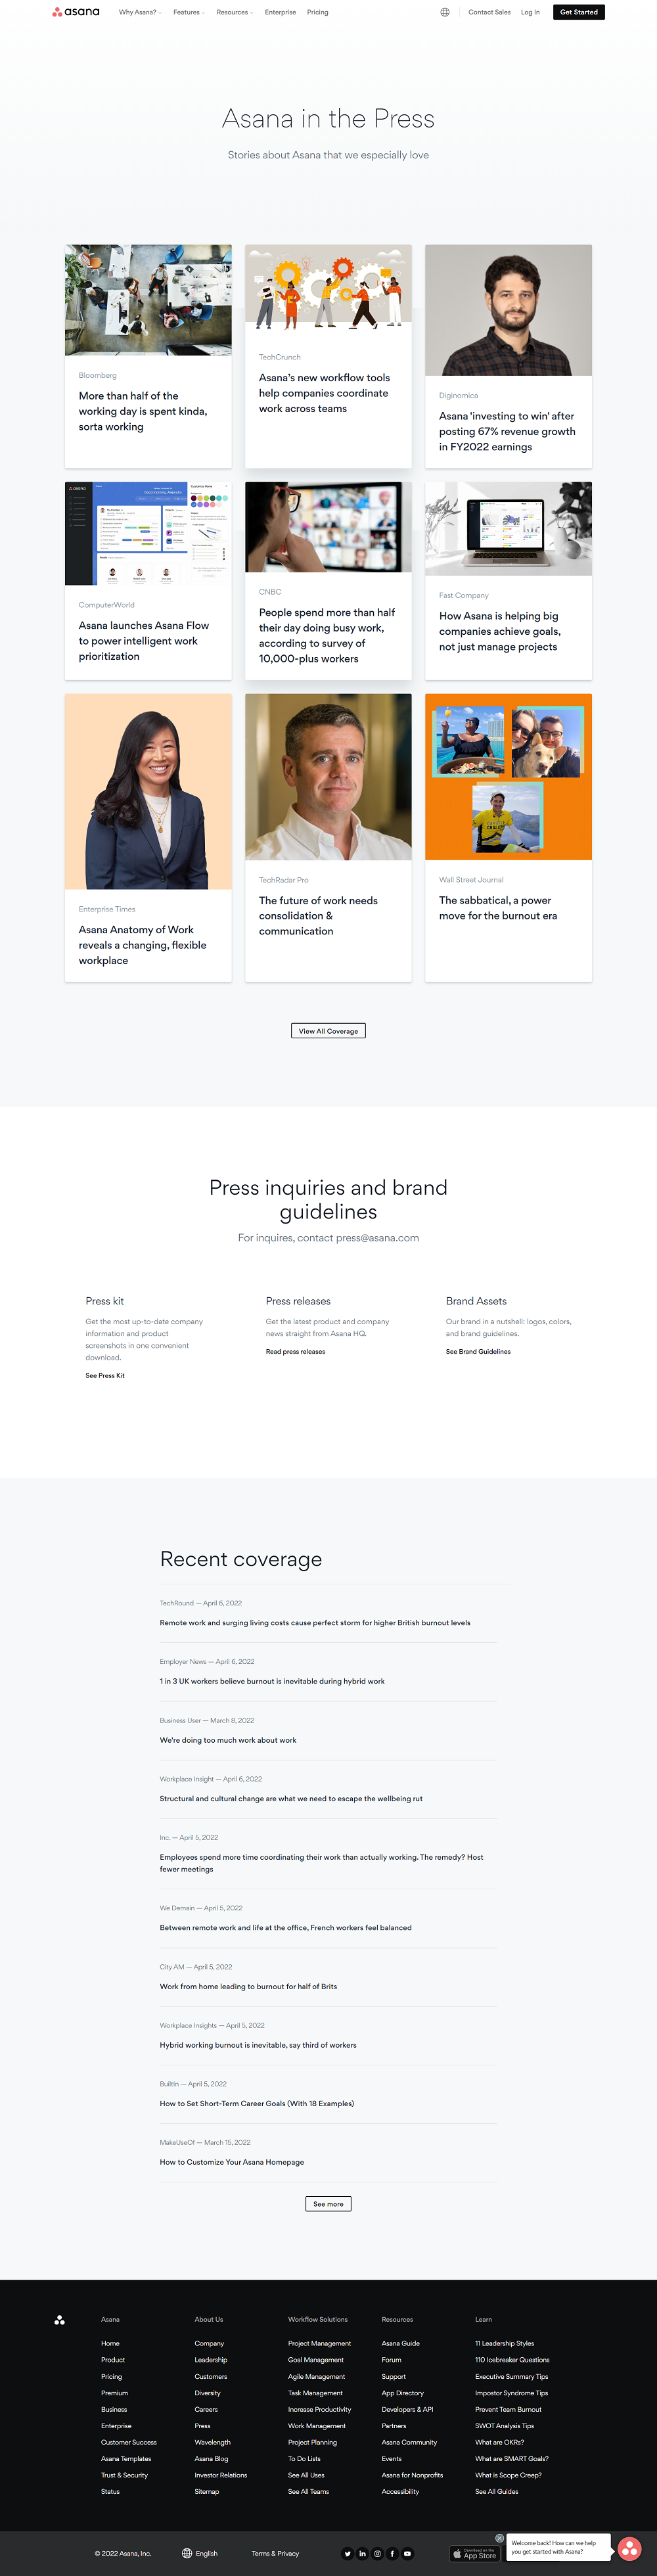 asana
Why Asana?
Features
Resources
Enterprise
Pricing
Contact Sales
Log In
Get Started
Asana in the Press
Stories about Asana that we especially love
Bloomberg
More than half of the
working day is spent kinda,
sorta working
TechCrunch
Asana's new workflow tools
help companies coordinate
work across teams
Diginomica
Asana 'investing to win' after
posting 67% revenue growth
in FY2022 earnings
ComputerWorld
Asana launches Asana Flow
to power intelligent work
prioritization
CNBC
People spend more than half
their day doing busy work,
according to survey of
10,000-plus workers
Fast Company
How Asana is helping big
companies achieve goals,
not just manage projects
Enterprise Times
Asana Anatomy of Work
reveals a changing, flexible
workplace
TechRadar Pro
The future of work needs
consolidation &
communication
Wall Street Journal
The sabbatical, a power
move for the burnout era
View All Coverage
Press inquiries and brand
guidelines
For inquires, contact press@asana.com
Press kit
Get the most up-to-date company
information and product
screenshots in one convenient
download.
See Press Kit
Press releases
Get the latest product and company
news straight from Asana HQ.
Read press releases
Brand Assets
Our brand in a nutshell: logos, colors,
and brand guidelines.
See Brand Guidelines
Recent coverage
TechRound — April 6, 2022
Remote work and surging living costs cause perfect storm for higher British burnout levels
Employer News — April 6, 2022
1 in 3 UK workers believe burnout is inevitable during hybrid work
Business User — March 8, 2022
We're doing too much work about work
Workplace Insight — April 6, 2022
Structural and cultural change are what we need to escape the wellbeing rut
Inc. — April 5, 2022
Employees spend more time coordinating their work than actually working. The remedy? Host
fewer meetings
We Demain — April 5, 2022
Between remote work and life at the office, French workers feel balanced
City AM — April 5, 2022
Work from home leading to burnout for half of Brits
Workplace Insights — April 5, 2022
Hybrid working burnout is inevitable, say third of workers
BuiltIn — April 5, 2022
How to Set Short-Term Career Goals (With 18 Examples)
MakeUseOf — March 15, 2022
How to Customize Your Asana Homepage
See more
Asana
Home
Product
Pricing
Premium
Business
Enterprise
Customer Success
Asana Templates
Trust & Security
Status
About Us
Company
Leadership
Customers
Diversity
Careers
Press
Wavelength
Asana Blog
Investor Relations
Sitemap
Workflow Solutions
Project Management
Goal Management
Agile Management
Task Management
Increase Productivity
Work Management
Project Planning
To Do Lists
See All Uses
See All Teams
Resources
Asana Guide
Forum
Support
App Directory
Developers & API
Partners
Asana Community
Events
Asana for Nonprofits
Accessibility
Learn
11 Leadership Styles
110 Icebreaker Questions
Executive Summary Tips
Impostor Syndrome Tips
Prevent Team Burnout
SWOT Analysis Tips
What are OKRs?
What are SMART Goals?
What is Scope Creep?
See All Guides
© 2022 Asana, Inc.
English
Terms & Privacy
Download on the
App Store
Welcome back! How can we help
you get started with Asana?